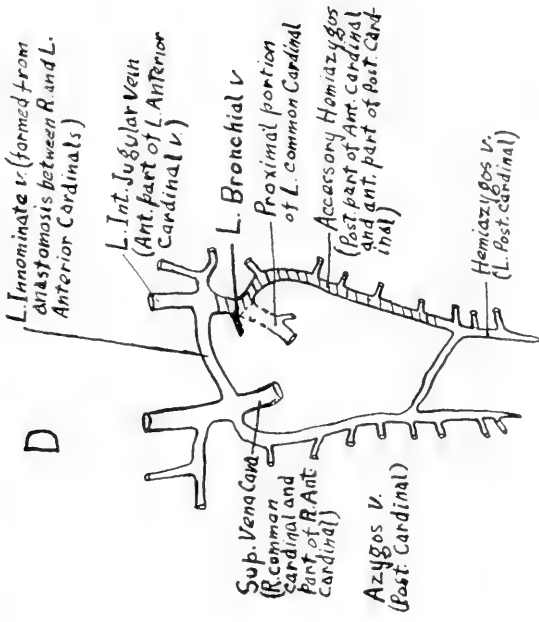 D
L. Innominate v. (formed from
anastomosis between R. and L.
Anterior Cardinals)
L. Int. Jugular Vein
(Ant. part of L. Anterior
Cardinal v.)
L. Bronchial v
Proximal portion
of L. Common Cardinal
Accessory Hemiazygos
(Post. part of Ant. Cardinal
and ant. part of Post. Card-
inal)
Hemiazygos v.
(L. Post. cardinal)
Sup. Vena Cava
(R. common
cardinal and
part of R. Ant.
Cardinal)
Azygos v.
(Post. Cardinal)